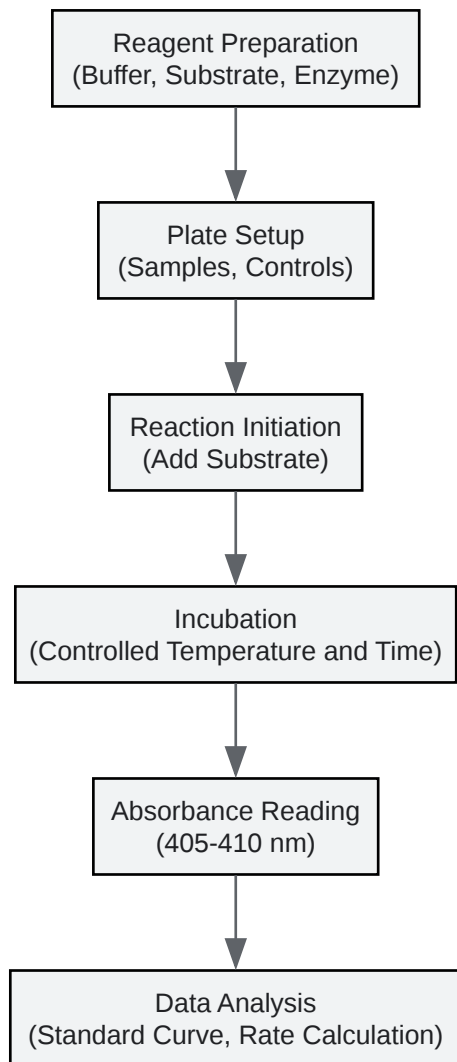 Reagent Preparation
(Buffer, Substrate, Enzyme)
Plate Setup
(Samples, Controls)
Reaction Initiation
(Add Substrate)
Incubation
(Controlled Temperature and Time)
Absorbance Reading
(405-410 nm)
Data Analysis
(Standard Curve, Rate Calculation)